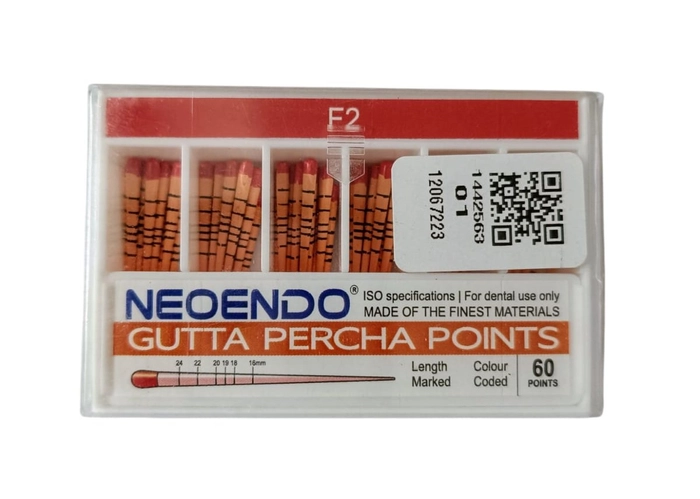 F2
1442563
01
12067223
NEOENDO®
ISO specifications | For dental use only
MADE OF THE FINEST MATERIALS
GUTTA PERCHA POINTS
24 22 20 19 18 16mm
Length Marked
Colour Coded
60 POINTS